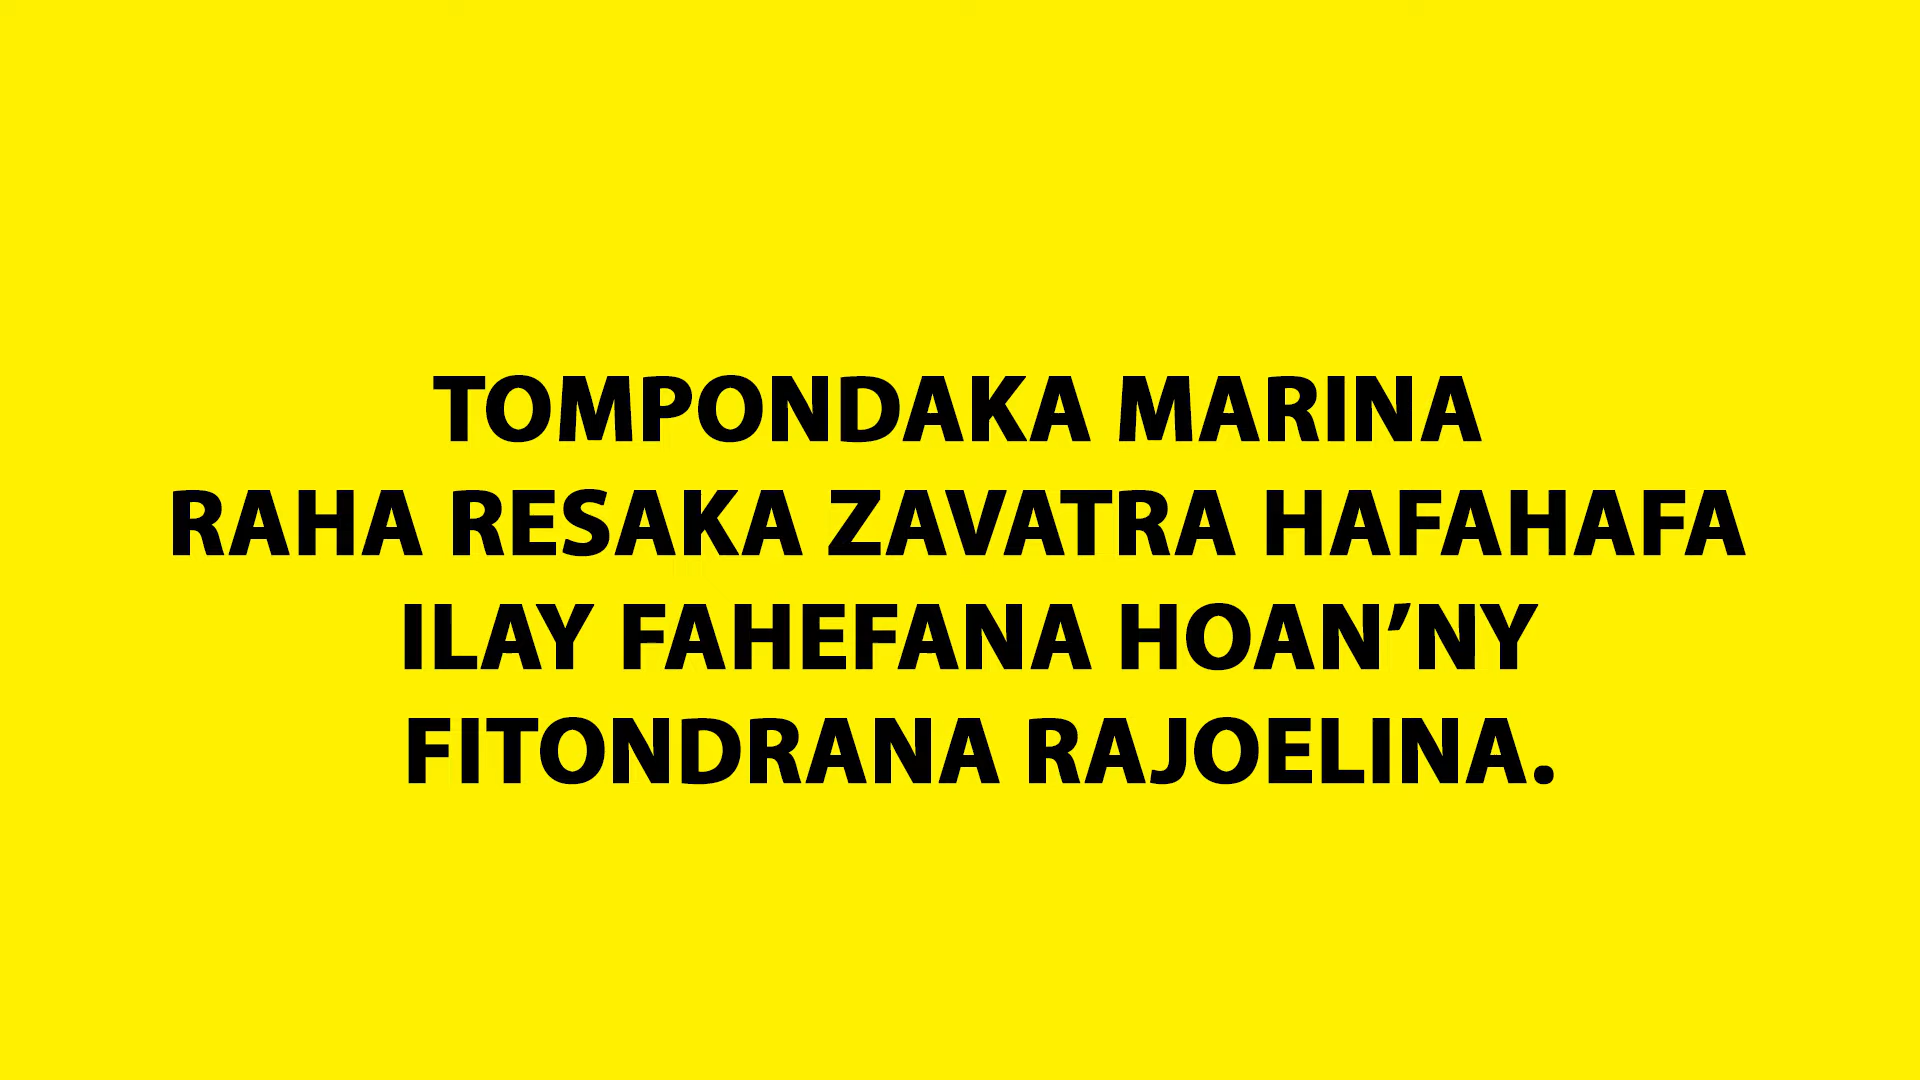 TOMPONDAKA MARINA
RAHA RESAKA ZAVATRA HAFAHAFA
ILAY FAHEFANA HOAN’NY
FITONDRANA RAJOELINA.